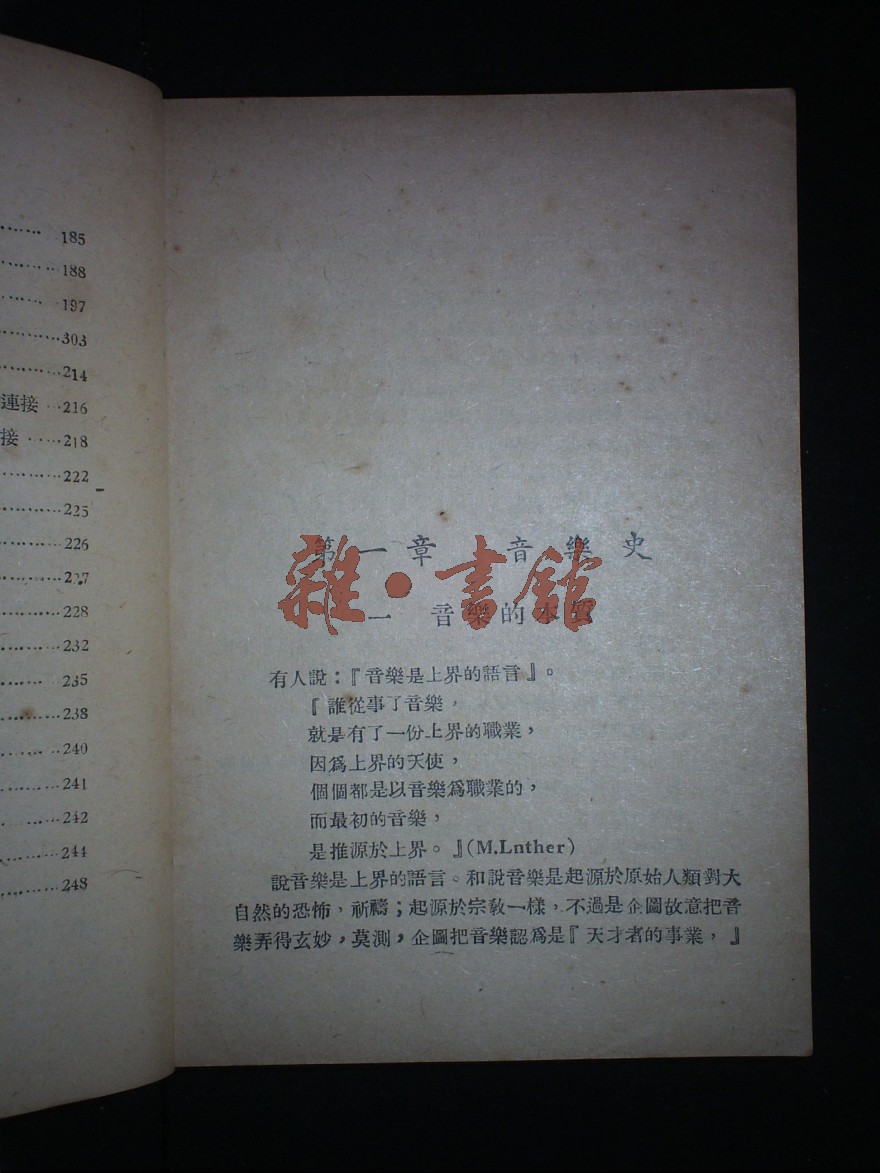 185
188
197
303
214
連接 216
接 218
222
225
226
227
228
232
235
238
240
241
242
244
248
第一章 音樂史
雜·書館
一 音樂的本質
有人說：『音樂是上界的語言』。
『誰從事了音樂，
就是有了一份上界的職業，
因爲上界的天使，
個個都是以音樂爲職業的，
而最初的音樂，
是推源於上界。』(M.Lnther)
說音樂是上界的語言。和說音樂是起源於原始人類對大
自然的恐怖，祈禱；起源於宗教一樣，不過是企圖故意把音
樂弄得玄妙，莫測，企圖把音樂認爲是『天才者的事業，』